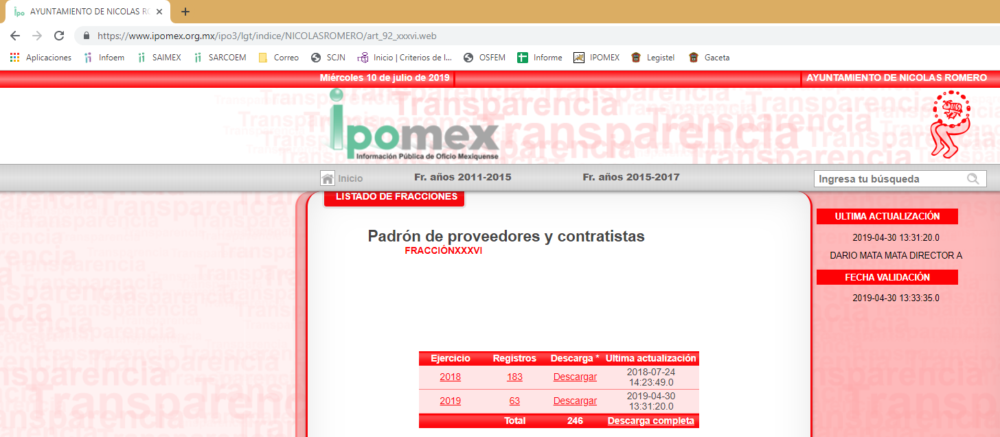 AYUNTAMIENTO DE NICOLAS RO
https://www.ipomex.org.mx/ipo3/lgt/indice/NICOLASROMERO/art_92_xxxvi.web
Aplicaciones Infoem SAIMEX SARCOEM Correo SCJN Inicio | Criterios de I... OSFEM Informe IPOMEX Legistel Gaceta
Miércoles 10 de julio de 2019 AYUNTAMIENTO DE NICOLAS ROMERO
Transparencia
ipomex
Información Pública de Oficio Mexiquense
Inicio Fr. años 2011-2015 Fr. años 2015-2017 Ingresa tu búsqueda
LISTADO DE FRACCIONES
Padrón de proveedores y contratistas
FRACCIÓNXXXVI
ULTIMA ACTUALIZACIÓN
2019-04-30 13:31:20.0
DARIO MATA MATA DIRECTOR A
FECHA VALIDACIÓN
2019-04-30 13:33:35.0
Ejercicio Registros Descarga * Ultima actualización
2018 183 Descargar 2018-07-24
14:23:49.0
2019 63 Descargar 2019-04-30
13:31:20.0
Total 246 Descarga completa